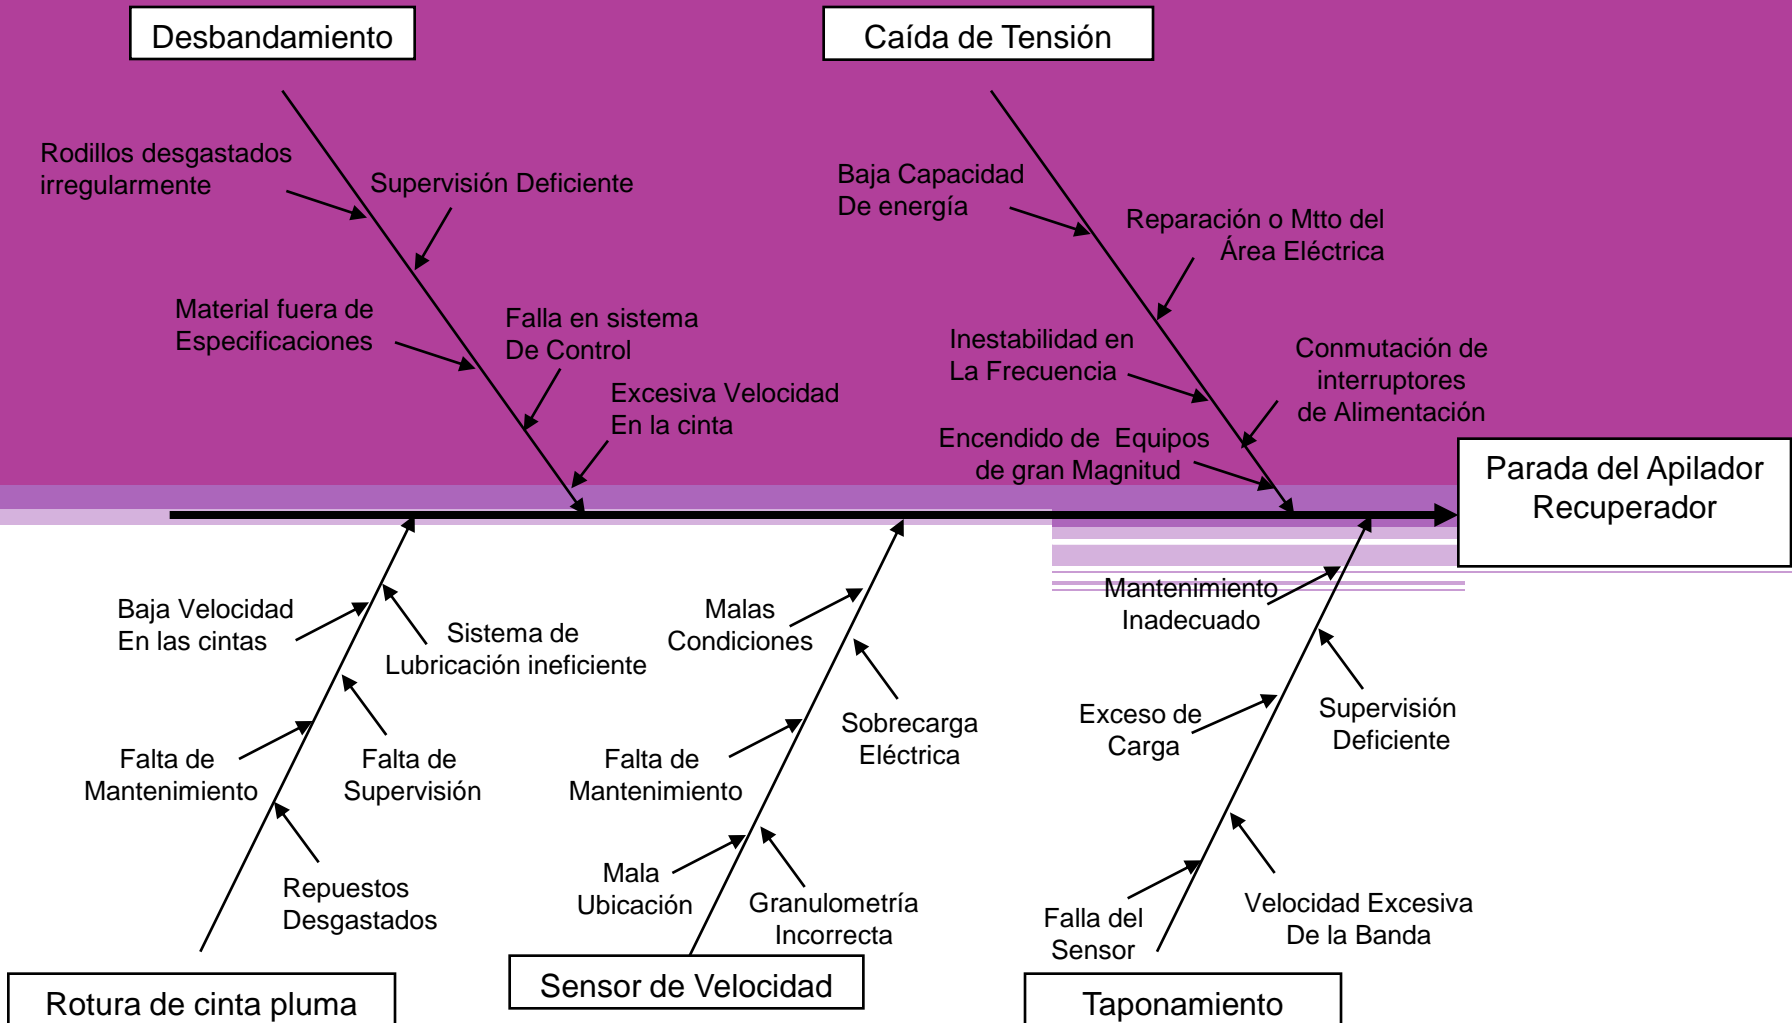 Desbandamiento
Caída de Tensión
Rodillos desgastados
irregularmente
Supervisión Deficiente
Baja Capacidad
De energía
Reparación o Mtto del
Área Eléctrica
Material fuera de
Especificaciones
Falla en sistema
De Control
Inestabilidad en
La Frecuencia
Conmutación de
interruptores
de Alimentación
Excesiva Velocidad
En la cinta
Encendido de Equipos
de gran Magnitud
Parada del Apilador
Recuperador
Baja Velocidad
En las cintas
Sistema de
Lubricación ineficiente
Malas
Condiciones
Mantenimiento
Inadecuado
Falta de
Mantenimiento
Falta de
Supervisión
Falta de
Mantenimiento
Sobrecarga
Eléctrica
Exceso de
Carga
Supervisión
Deficiente
Repuestos
Desgastados
Mala
Ubicación
Granulometría
Incorrecta
Falla del
Sensor
Velocidad Excesiva
De la Banda
Rotura de cinta pluma
Sensor de Velocidad
Taponamiento